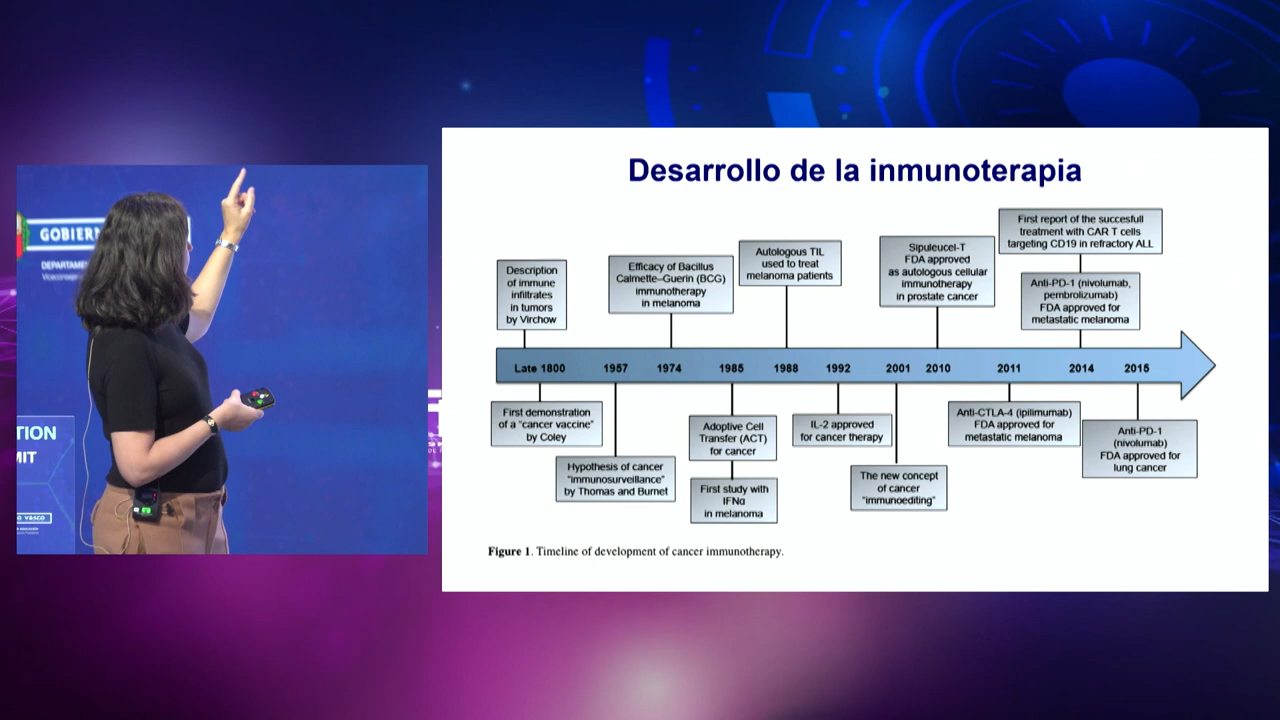 GOBIER
DEPARTAME
TION
MIT
O VASCO
Desarrollo de la inmunoterapia
Description
of immune
infiltrates
in tumors
by Virchow
Efficacy of Bacillus
Calmette–Guerin (BCG)
immunotherapy
in melanoma
Autologous TIL
used to treat
melanoma patients
Sipuleucel-T
FDA approved
as autologous cellular
immunotherapy
in prostate cancer
First report of the succesfull
treatment with CAR T cells
targeting CD19 in refractory ALL
Anti-PD-1 (nivolumab,
pembrolizumab)
FDA approved for
metastatic melanoma
Late 1800 1957 1974 1985 1988 1992 2001 2010 2011 2014 2015
First demonstration
of a "cancer vaccine"
by Coley
Hypothesis of cancer
"immunosurveillance"
by Thomas and Burnet
Adoptive Cell
Transfer (ACT)
for cancer
First study with
IFNα
in melanoma
IL-2 approved
for cancer therapy
The new concept
of cancer
"immunoediting"
Anti-CTLA-4 (ipilimumab)
FDA approved for
metastatic melanoma
Anti-PD-1
(nivolumab)
FDA approved for
lung cancer
Figure 1. Timeline of development of cancer immunotherapy.